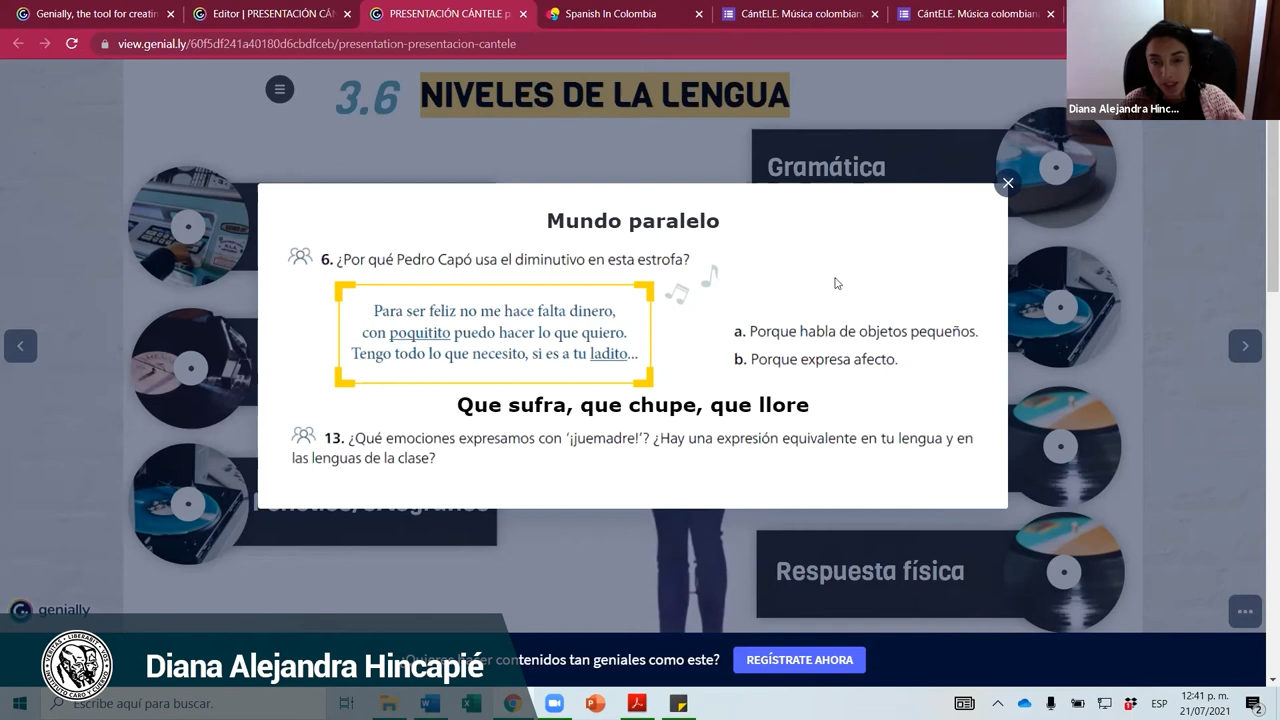 Genially, the tool for creatin
Editor | PRESENTACIÓN CÁN
PRESENTACIÓN CÁNTELE p
Spanish In Colombia
CántELE. Música colombian
CántELE. Música colombian
view.genial.ly/60f5df241a40180d6cbdfceb/presentation-presentacion-cantele
Diana Alejandra Hinc...
3.6 NIVELES DE LA LENGUA
Gramática
Mundo paralelo
6. ¿Por qué Pedro Capó usa el diminutivo en esta estrofa?
Para ser feliz no me hace falta dinero,
con poquitito puedo hacer lo que quiero.
Tengo todo lo que necesito, si es a tu ladito...
a. Porque habla de objetos pequeños.
b. Porque expresa afecto.
Que sufra, que chupe, que llore
13. ¿Qué emociones expresamos con ‘¡juemadre!’? ¿Hay una expresión equivalente en tu lengua y en
las lenguas de la clase?
Respuesta física
genially
Diana Alejandra Hincapié
contenidos tan geniales como este?
REGÍSTRATE AHORA
Escribe aquí para buscar.
ESP
12:41 p. m.
21/07/2021
2